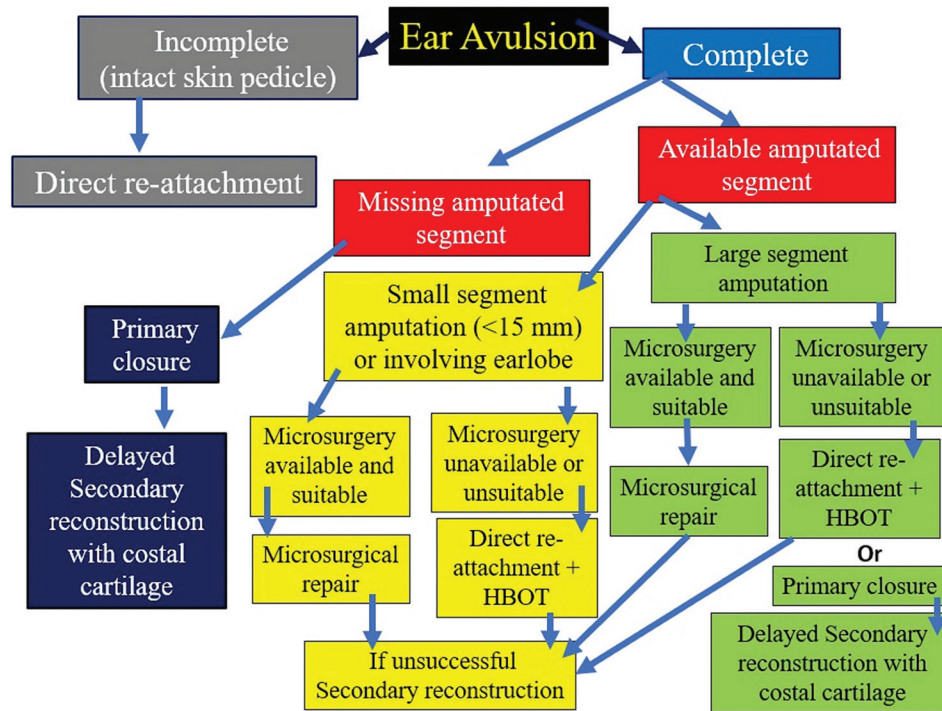 Ear Avulsion
Incomplete
(intact skin pedicle)
Complete
Direct re-attachment
Available amputated
segment
Missing amputated
segment
Large segment
amputation
Small segment
amputation (<15 mm)
or involving earlobe
Primary
closure
Microsurgery
available and
suitable
Microsurgery
unavailable or
unsuitable
Microsurgery
available and
suitable
Microsurgery
unavailable or
unsuitable
Delayed
Secondary
reconstruction
with costal
cartilage
Microsurgical
repair
Direct re-
attachment +
HBOT
Microsurgical
repair
Direct re-
attachment +
HBOT
Or
Primary closure
If unsuccessful
Secondary reconstruction
Delayed Secondary
reconstruction with
costal cartilage